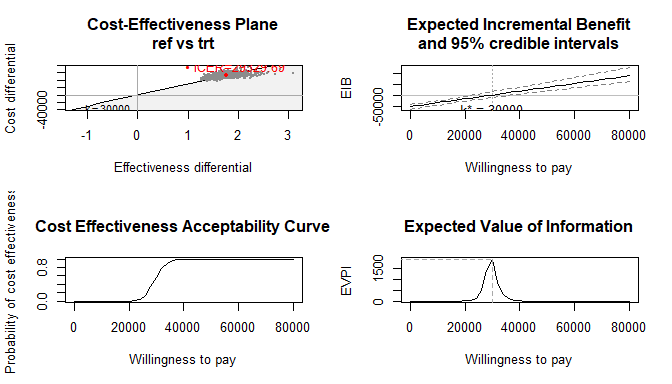 Cost-Effectiveness Plane
ref vs trt
Cost differential
-40000
-1
0
1
2
3
Effectiveness differential
Expected Incremental Benefit
and 95% credible intervals
EIB
-50000
0
20000
40000
60000
80000
Willingness to pay
Cost Effectiveness Acceptability Curve
Probability of cost effectiveness
0.0
0.8
0
20000
40000
60000
80000
Willingness to pay
Expected Value of Information
EVPI
0
1500
0
20000
40000
60000
80000
Willingness to pay